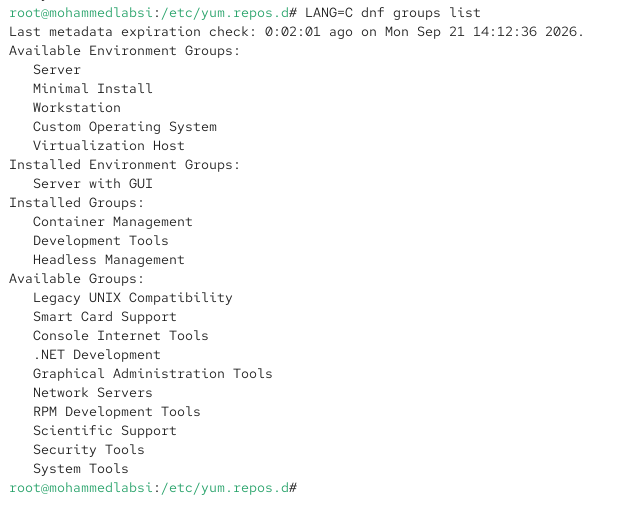 root@mohammedlabsi:/etc/yum.repos.d# LANG=C dnf groups list
Last metadata expiration check: 0:02:01 ago on Mon Sep 21 14:12:36 2026.
Available Environment Groups:
   Server
   Minimal Install
   Workstation
   Custom Operating System
   Virtualization Host
Installed Environment Groups:
   Server with GUI
Installed Groups:
   Container Management
   Development Tools
   Headless Management
Available Groups:
   Legacy UNIX Compatibility
   Smart Card Support
   Console Internet Tools
   .NET Development
   Graphical Administration Tools
   Network Servers
   RPM Development Tools
   Scientific Support
   Security Tools
   System Tools
root@mohammedlabsi:/etc/yum.repos.d#